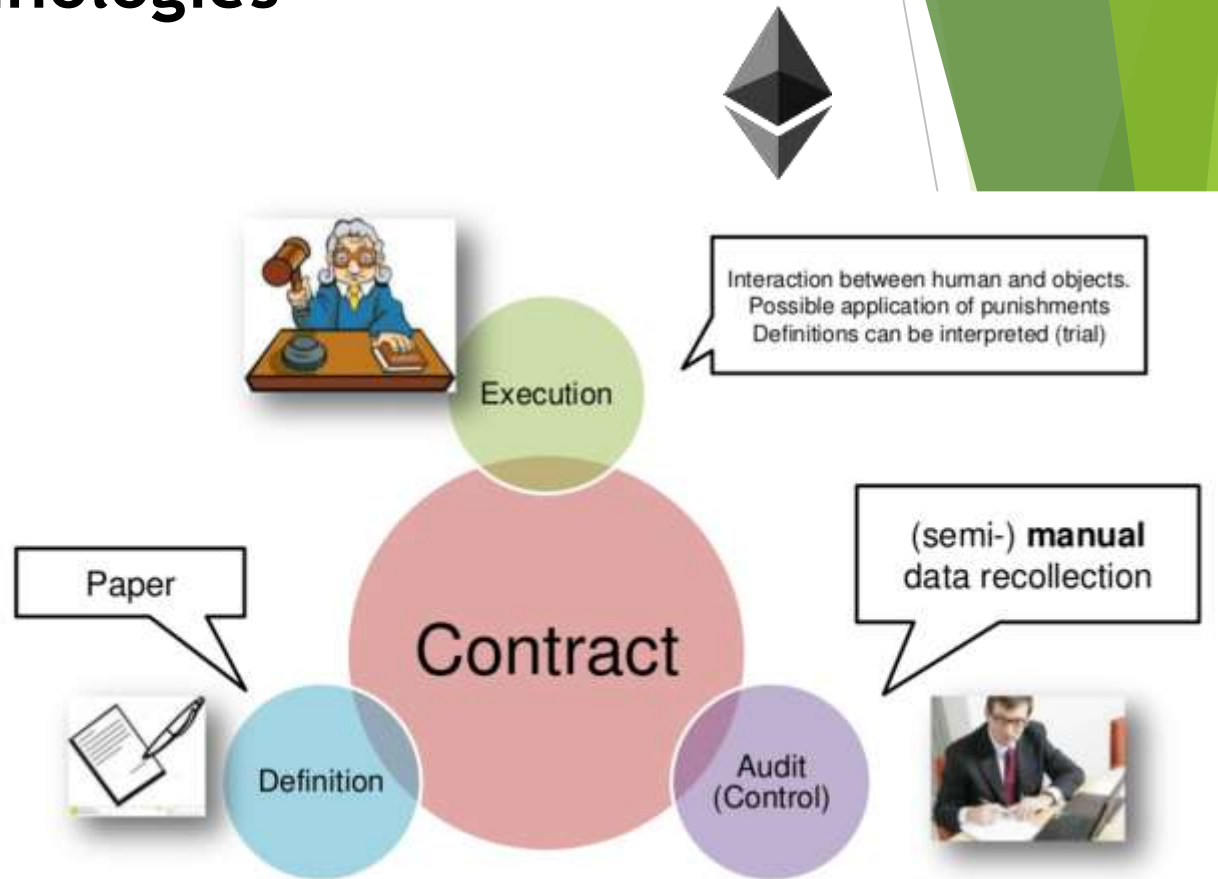 Interaction between human and objects.
Possible application of punishments
Definitions can be interpreted (trial)
Execution
(semi-) manual
data recollection
Paper
Contract
Definition
Audit
(Control)